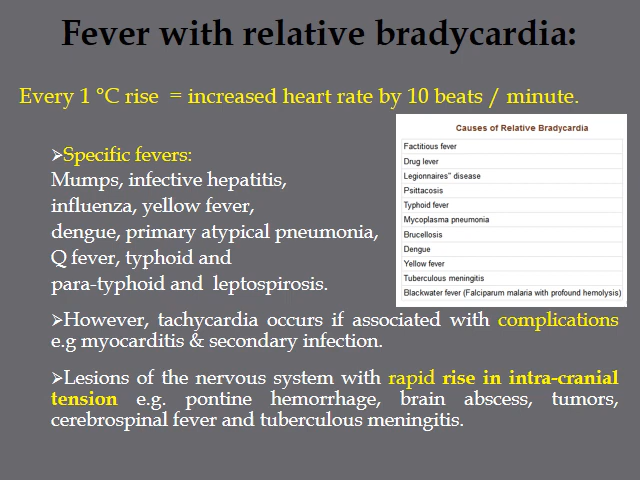 Fever with relative bradycardia:
Every 1 °C rise = increased heart rate by 10 beats / minute.
➢Specific fevers:
Mumps, infective hepatitis,
influenza, yellow fever,
dengue, primary atypical pneumonia,
Q fever, typhoid and
para-typhoid and leptospirosis.
Causes of Relative Bradycardia
Factitious fever
Drug lever
Legionnaires" disease
Psittacosis
Typhoid fever
Mycoplasma pneumonia
Brucellosis
Dengue
Yellow fever
Tuberculous meningitis
Blackwater fever (Falciparum malaria with profound hemolysis)
➢However, tachycardia occurs if associated with complications
e.g myocarditis & secondary infection.
➢Lesions of the nervous system with rapid rise in intra-cranial
tension e.g. pontine hemorrhage, brain abscess, tumors,
cerebrospinal fever and tuberculous meningitis.